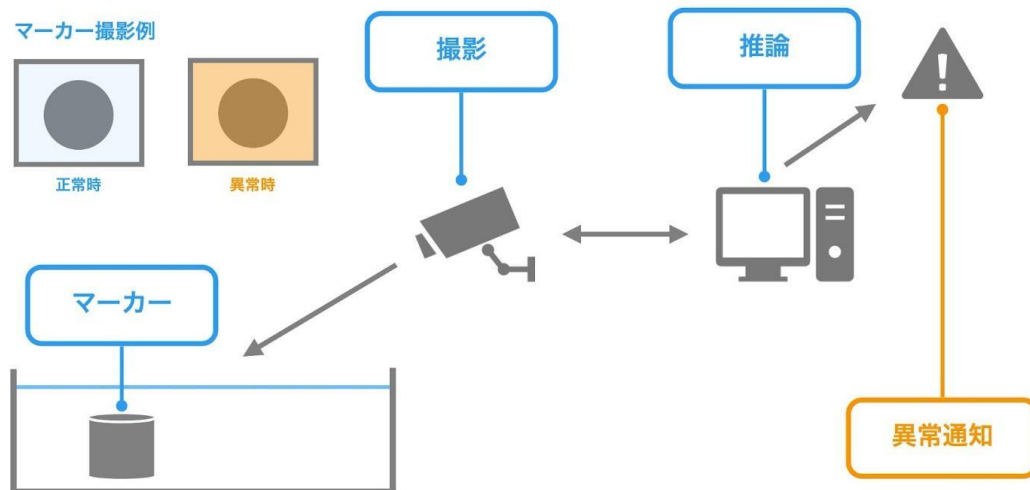 マーカー撮影例
正常時
異常時
撮影
推論
マーカー
異常通知